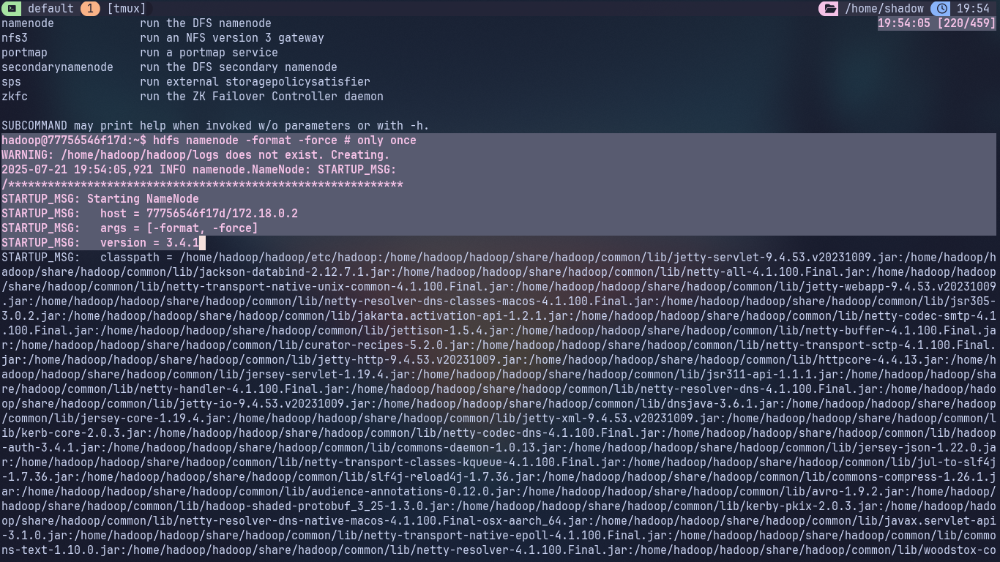 default 1 [tmux] /home/shadow 19:54
namenode             run the DFS namenode 19:54:05 [220/459]
nfs3                 run an NFS version 3 gateway
portmap              run a portmap service
secondarynamenode    run the DFS secondary namenode
sps                  run external storagepolicysatisfier
zkfc                 run the ZK Failover Controller daemon
SUBCOMMAND may print help when invoked w/o parameters or with -h.
hadoop@77756546f17d:~$ hdfs namenode -format -force # only once
WARNING: /home/hadoop/hadoop/logs does not exist. Creating.
2025-07-21 19:54:05,921 INFO namenode.NameNode: STARTUP_MSG:
/************************************************************
STARTUP_MSG: Starting NameNode
STARTUP_MSG:   host = 77756546f17d/172.18.0.2
STARTUP_MSG:   args = [-format, -force]
STARTUP_MSG:   version = 3.4.1
STARTUP_MSG:   classpath = /home/hadoop/hadoop/etc/hadoop:/home/hadoop/hadoop/share/hadoop/common/lib/jetty-servlet-9.4.53.v20231009.jar:/home/hadoop/h
adoop/share/hadoop/common/lib/jackson-databind-2.12.7.1.jar:/home/hadoop/hadoop/share/hadoop/common/lib/netty-all-4.1.100.Final.jar:/home/hadoop/hadoop
/share/hadoop/common/lib/netty-transport-native-unix-common-4.1.100.Final.jar:/home/hadoop/hadoop/share/hadoop/common/lib/jetty-webapp-9.4.53.v20231009
.jar:/home/hadoop/hadoop/share/hadoop/common/lib/netty-resolver-dns-classes-macos-4.1.100.Final.jar:/home/hadoop/hadoop/share/hadoop/common/lib/jsr305-
3.0.2.jar:/home/hadoop/hadoop/share/hadoop/common/lib/jakarta.activation-api-1.2.1.jar:/home/hadoop/hadoop/share/hadoop/common/lib/netty-codec-smtp-4.1
.100.Final.jar:/home/hadoop/hadoop/share/hadoop/common/lib/jettison-1.5.4.jar:/home/hadoop/hadoop/share/hadoop/common/lib/netty-buffer-4.1.100.Final.ja
r:/home/hadoop/hadoop/share/hadoop/common/lib/curator-recipes-5.2.0.jar:/home/hadoop/hadoop/share/hadoop/common/lib/netty-transport-sctp-4.1.100.Final.
jar:/home/hadoop/hadoop/share/hadoop/common/lib/jetty-http-9.4.53.v20231009.jar:/home/hadoop/hadoop/share/hadoop/common/lib/httpcore-4.4.13.jar:/home/h
adoop/hadoop/share/hadoop/common/lib/jersey-servlet-1.19.4.jar:/home/hadoop/hadoop/share/hadoop/common/lib/jsr311-api-1.1.1.jar:/home/hadoop/hadoop/sha
re/hadoop/common/lib/netty-handler-4.1.100.Final.jar:/home/hadoop/hadoop/share/hadoop/common/lib/netty-resolver-dns-4.1.100.Final.jar:/home/hadoop/hado
op/share/hadoop/common/lib/jetty-io-9.4.53.v20231009.jar:/home/hadoop/hadoop/share/hadoop/common/lib/dnsjava-3.6.1.jar:/home/hadoop/hadoop/share/hadoop
/common/lib/jersey-core-1.19.4.jar:/home/hadoop/hadoop/share/hadoop/common/lib/jetty-xml-9.4.53.v20231009.jar:/home/hadoop/hadoop/share/hadoop/common/l
ib/kerb-core-2.0.3.jar:/home/hadoop/hadoop/share/hadoop/common/lib/netty-codec-dns-4.1.100.Final.jar:/home/hadoop/hadoop/share/hadoop/common/lib/hadoop
-auth-3.4.1.jar:/home/hadoop/hadoop/share/hadoop/common/lib/commons-daemon-1.0.13.jar:/home/hadoop/hadoop/share/hadoop/common/lib/jersey-json-1.22.0.ja
r:/home/hadoop/hadoop/share/hadoop/common/lib/netty-transport-classes-kqueue-4.1.100.Final.jar:/home/hadoop/hadoop/share/hadoop/common/lib/jul-to-slf4j
-1.7.36.jar:/home/hadoop/hadoop/share/hadoop/common/lib/slf4j-reload4j-1.7.36.jar:/home/hadoop/hadoop/share/hadoop/common/lib/commons-compress-1.26.1.j
ar:/home/hadoop/hadoop/share/hadoop/common/lib/audience-annotations-0.12.0.jar:/home/hadoop/hadoop/share/hadoop/common/lib/avro-1.9.2.jar:/home/hadoop/
hadoop/share/hadoop/common/lib/hadoop-shaded-protobuf_3_25-1.3.0.jar:/home/hadoop/hadoop/share/hadoop/common/lib/kerby-pkix-2.0.3.jar:/home/hadoop/hado
op/share/hadoop/common/lib/netty-resolver-dns-native-macos-4.1.100.Final-osx-aarch_64.jar:/home/hadoop/hadoop/share/hadoop/common/lib/javax.servlet-api
-3.1.0.jar:/home/hadoop/hadoop/share/hadoop/common/lib/netty-transport-native-epoll-4.1.100.Final.jar:/home/hadoop/hadoop/share/hadoop/common/lib/commo
ns-text-1.10.0.jar:/home/hadoop/hadoop/share/hadoop/common/lib/netty-resolver-4.1.100.Final.jar:/home/hadoop/hadoop/share/hadoop/common/lib/woodstox-co